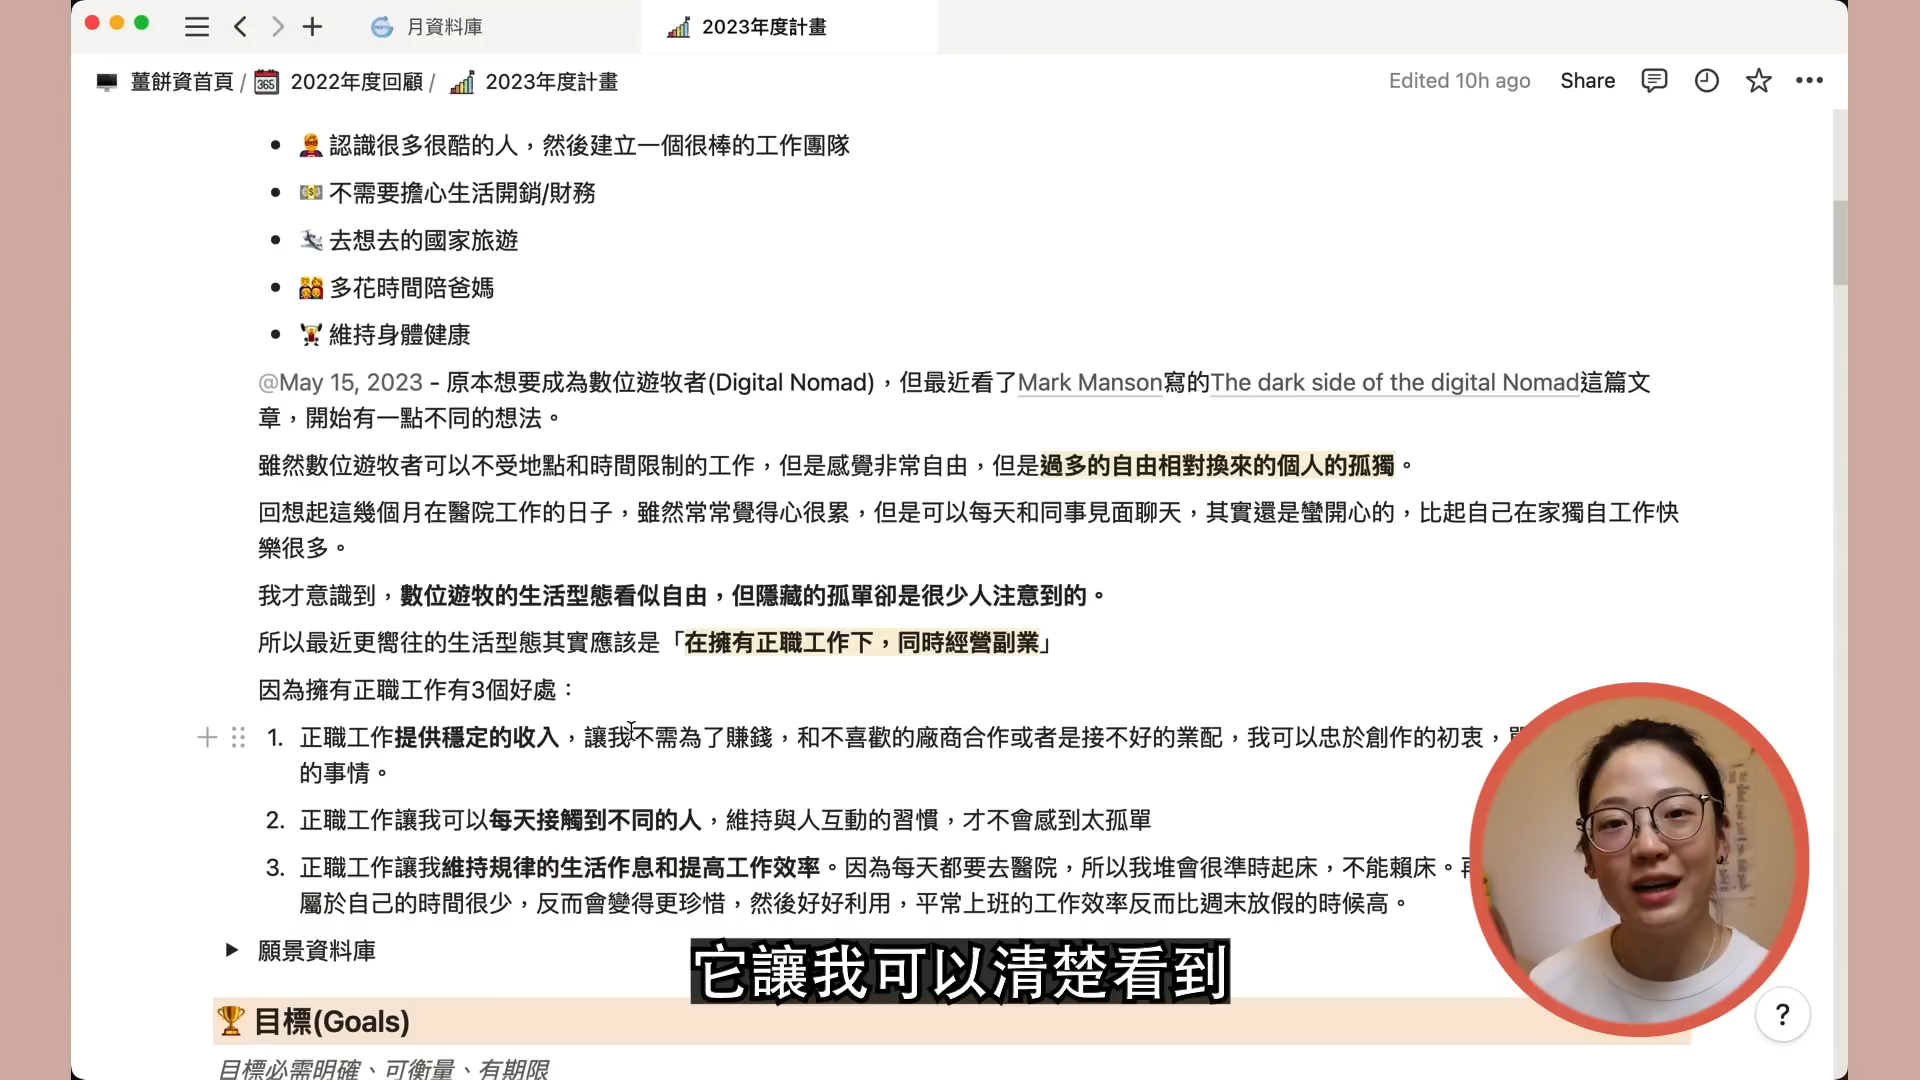 月資料庫
2023年度計畫
薑餅資首頁 / 365 2022年度回顧 / 2023年度計畫
Edited 10h ago Share
• 認識很多很酷的人，然後建立一個很棒的工作團隊
• 不需要擔心生活開銷/財務
• 去想去的國家旅遊
• 多花時間陪爸媽
• 維持身體健康
@May 15, 2023 - 原本想要成為數位遊牧者(Digital Nomad)，但最近看了Mark Manson寫的The dark side of the digital Nomad這篇文
章，開始有一點不同的想法。
雖然數位遊牧者可以不受地點和時間限制的工作，但是感覺非常自由，但是過多的自由相對換來的個人的孤獨。
回想起這幾個月在醫院工作的日子，雖然常常覺得心很累，但是可以每天和同事見面聊天，其實還是蠻開心的，比起自己在家獨自工作快
樂很多。
我才意識到，數位遊牧的生活型態看似自由，但隱藏的孤單卻是很少人注意到的。
所以最近更嚮往的生活型態其實應該是「在擁有正職工作下，同時經營副業」
因為擁有正職工作有3個好處：
1. 正職工作提供穩定的收入，讓我不需為了賺錢，和不喜歡的廠商合作或者是接不好的業配，我可以忠於創作的初衷，
的事情。
2. 正職工作讓我可以每天接觸到不同的人，維持與人互動的習慣，才不會感到太孤單
3. 正職工作讓我維持規律的生活作息和提高工作效率。因為每天都要去醫院，所以我堆會很準時起床，不能賴床。
屬於自己的時間很少，反而會變得更珍惜，然後好好利用，平常上班的工作效率反而比週末放假的時候高。
願景資料庫
它讓我可以清楚看到
目標(Goals)
目標必需明確、可衡量、有期限
?